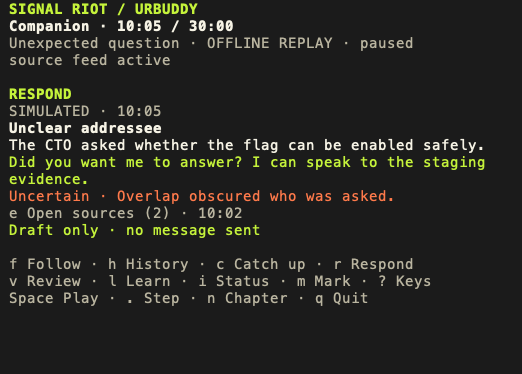 SIGNAL RIOT / URBUDDY
Companion · 10:05 / 30:00
Unexpected question · OFFLINE REPLAY · paused
source feed active
RESPOND
SIMULATED · 10:05
Unclear addressee
The CTO asked whether the flag can be enabled safely.
Did you want me to answer? I can speak to the staging
evidence.
Uncertain · Overlap obscured who was asked.
e Open sources (2) · 10:02
Draft only · no message sent
f Follow · h History · c Catch up · r Respond
v Review · l Learn · i Status · m Mark · ? Keys
Space Play · . Step · n Chapter · q Quit